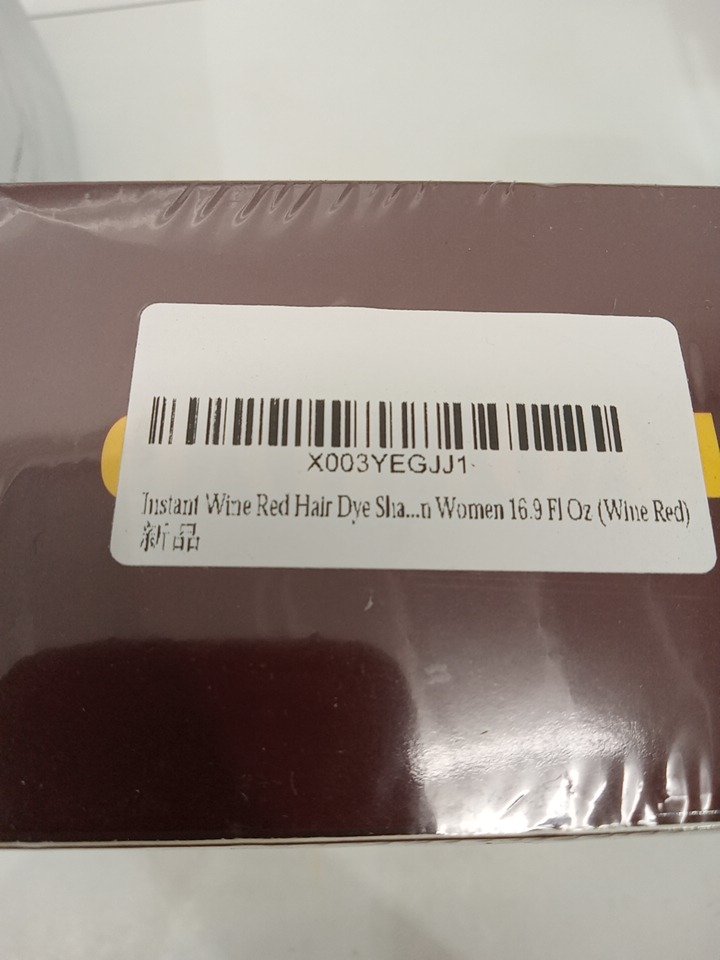 X003YEGJJ1
Instant Wine Red Hair Dye Sha...n Women 16.9 Fl Oz (Wine Red)
新品